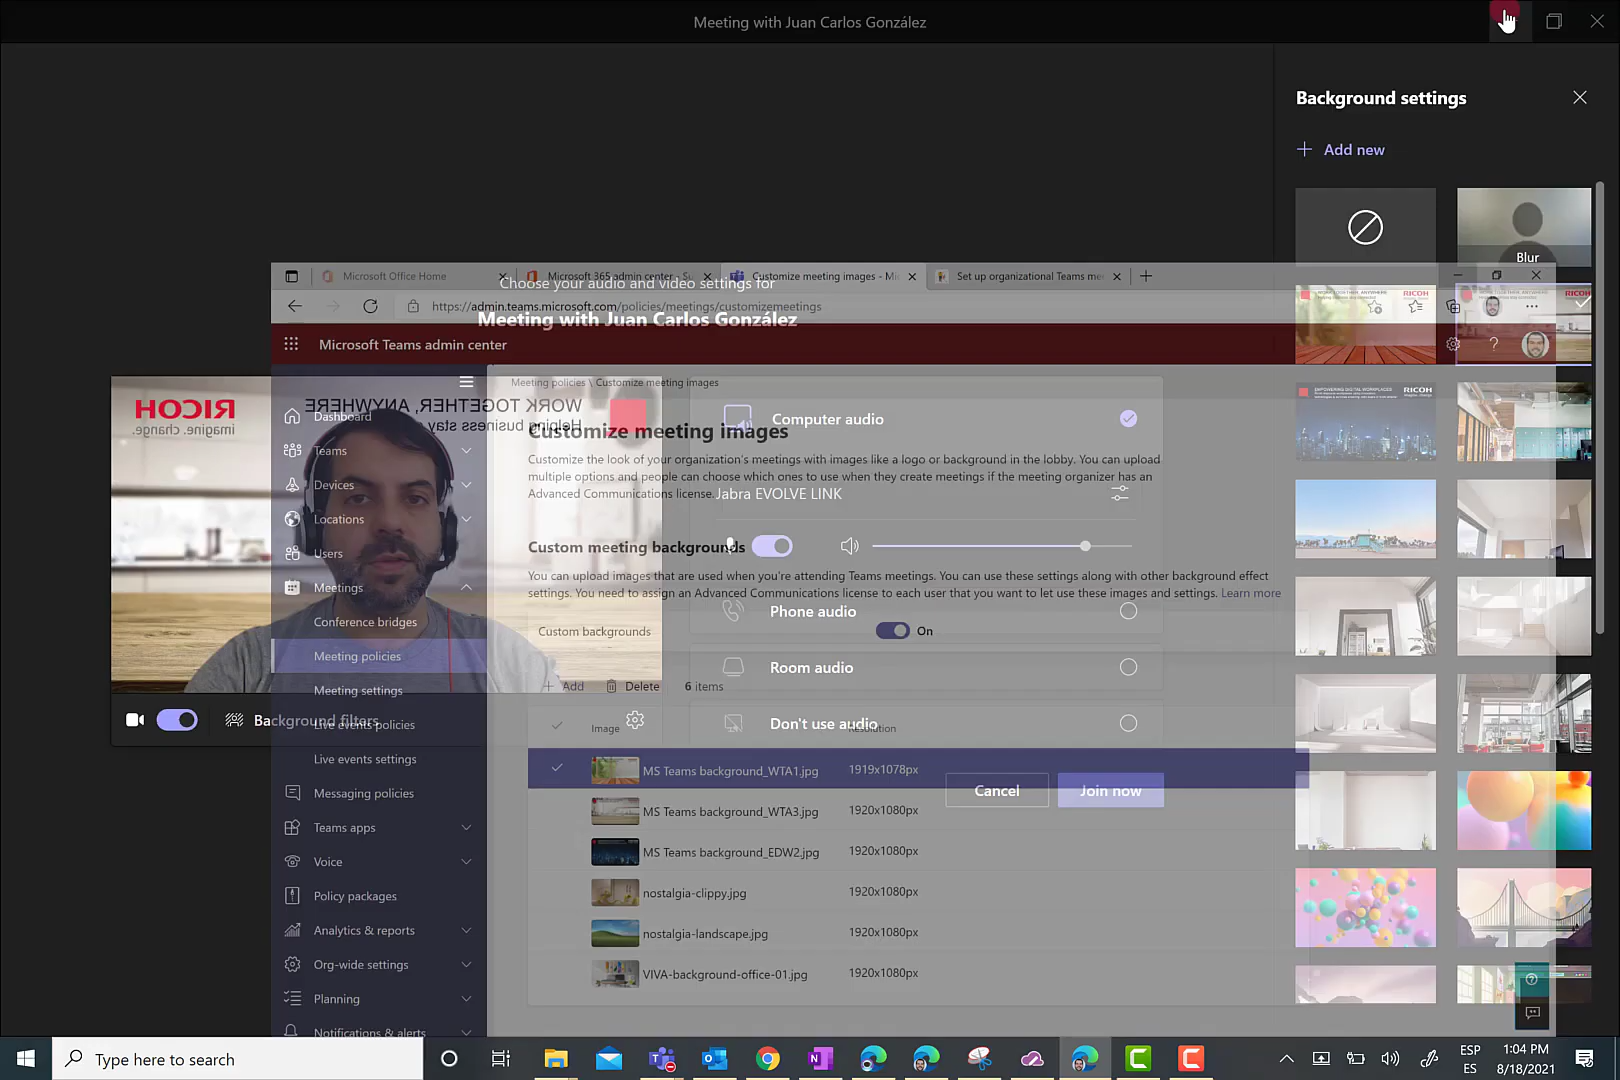 Meeting with Juan Carlos González
Background settings
Add new
Blur
Microsoft Office Home
Microsoft 365 admin center - Su
Customize meeting images - Mi
Set up organizational Teams me
Choose your audio and video settings for
https://admin.teams.microsoft.com/policies/meetings/customizemeetings
Meeting with Juan Carlos González
Microsoft Teams admin center
Meeting policies \ Customize meeting images
RICOH
imagine. change.
WORK TOGETHER, ANYWHERE
Helping business stay
Dashboard
Teams
Devices
Locations
Users
Meetings
Conference bridges
Meeting policies
Meeting settings
Live events policies
Live events settings
Messaging policies
Teams apps
Voice
Policy packages
Analytics & reports
Org-wide settings
Planning
Notifications & alerts
Background filters
Customize meeting images
Customize the look of your organization's meetings with images like a logo or background in the lobby. You can upload
multiple options and people can choose which ones to use when they create meetings if the meeting organizer has an
Advanced Communications license.
Custom meeting backgrounds
You can upload images that are used when you're attending Teams meetings. You can use these settings along with other background effect
settings. You need to assign an Advanced Communications license to each user that you want to let use these images and settings. Learn more
Custom backgrounds
On
Add
Delete
6 items
Image
MS Teams background_WTA1.jpg 1919x1078px
MS Teams background_WTA3.jpg 1920x1080px
MS Teams background_EDW2.jpg 1920x1080px
nostalgia-clippy.jpg 1920x1080px
nostalgia-landscape.jpg 1920x1080px
VIVA-background-office-01.jpg 1920x1080px
Computer audio
Jabra EVOLVE LINK
Phone audio
Room audio
Don't use audio
Cancel
Join now
RICOH
RICOH
EMPOWERING DIGITAL WORKPLACES
RICOH
Type here to search
ESP
ES
1:04 PM
8/18/2021